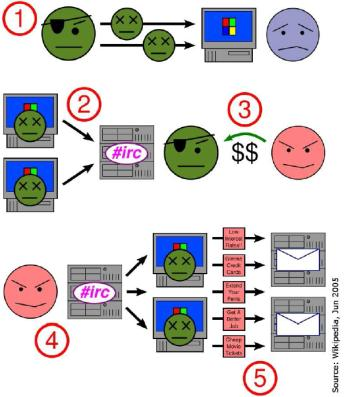 1
2
3
#irc
$$
#irc
Low
Interest
Rates!
Gimme
Credit
Cards
Extend
Your
Penis
Get A
Better
Job
Cheap
Movie
Tickets
4
5
Source: Wikipedia, Jun 2005